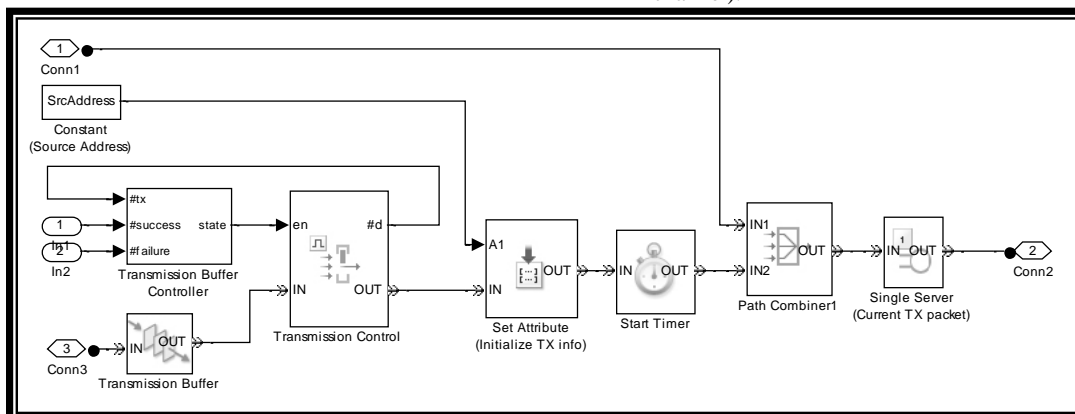 1
Conn1
SrcAddress
Constant
(Source Address)
#tx
1
#success
state
In1
2
#failure
In2
Transmission Buffer
Controller
en
#d
IN
OUT
Transmission Control
IN
OUT
Transmission Buffer
3
Conn3
A1
OUT
IN
Set Attribute
(Initialize TX info)
IN
OUT
Start Timer
IN1
OUT
IN2
Path Combiner1
1
IN
OUT
Single Server
(Current TX packet)
2
Conn2